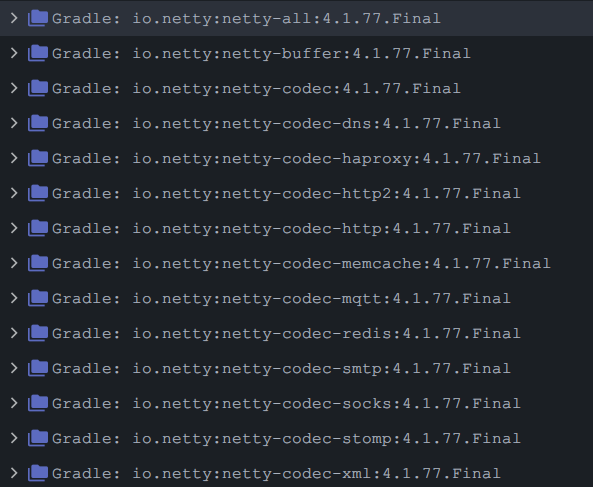 Gradle: io.netty:netty-all:4.1.77.Final
Gradle: io.netty:netty-buffer:4.1.77.Final
Gradle: io.netty:netty-codec:4.1.77.Final
Gradle: io.netty:netty-codec-dns:4.1.77.Final
Gradle: io.netty:netty-codec-haproxy:4.1.77.Final
Gradle: io.netty:netty-codec-http2:4.1.77.Final
Gradle: io.netty:netty-codec-http:4.1.77.Final
Gradle: io.netty:netty-codec-memcache:4.1.77.Final
Gradle: io.netty:netty-codec-mqtt:4.1.77.Final
Gradle: io.netty:netty-codec-redis:4.1.77.Final
Gradle: io.netty:netty-codec-smtp:4.1.77.Final
Gradle: io.netty:netty-codec-socks:4.1.77.Final
Gradle: io.netty:netty-codec-stomp:4.1.77.Final
Gradle: io.netty:netty-codec-xml:4.1.77.Final